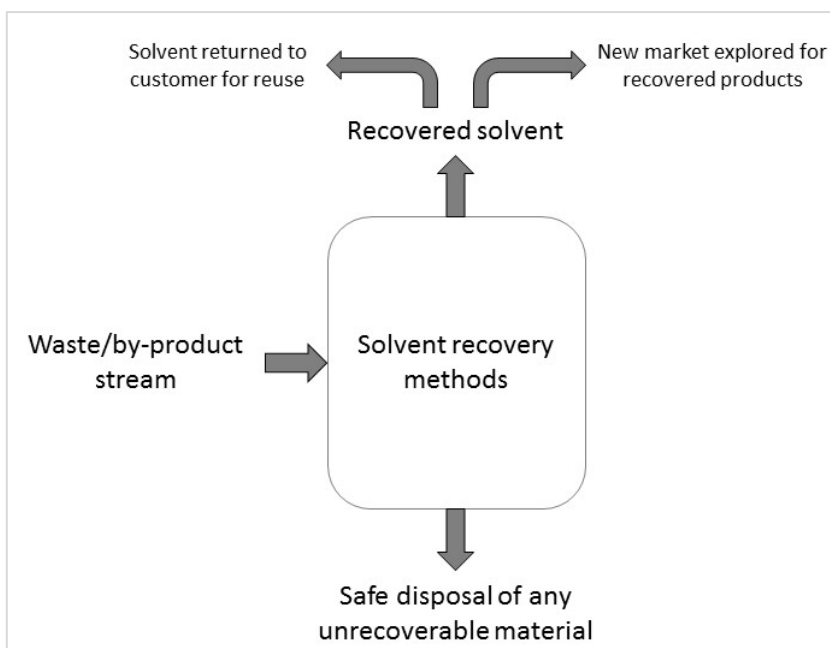 Solvent returned to
customer for reuse
New market explored for
recovered products
Recovered solvent
Waste/by-product
stream
Solvent recovery
methods
Safe disposal of any
unrecoverable material